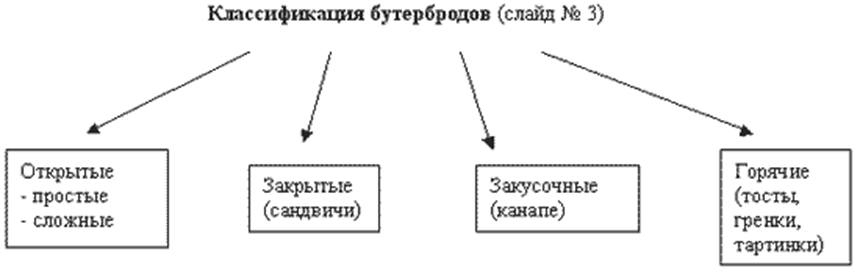 Классификация бутербродов (слайд № 3)
Открытые
- простые
- сложные
Закрытые
(сандвичи)
Закусочные
(канапе)
Горячие
(тосты,
гренки,
тартинки)